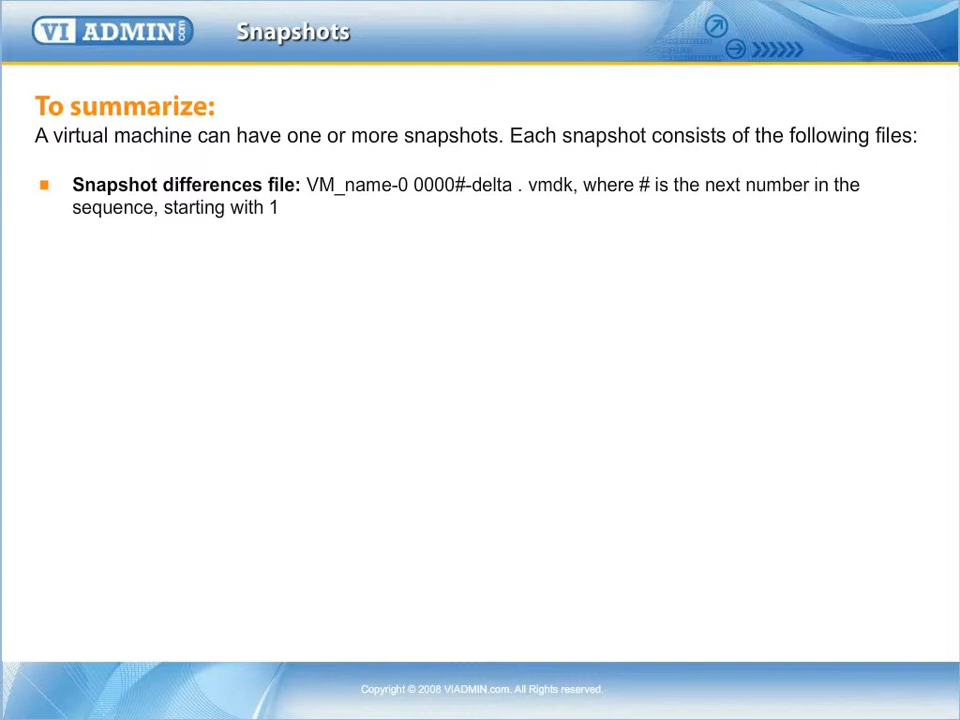 VI ADMIN.com
Snapshots
To summarize:
A virtual machine can have one or more snapshots. Each snapshot consists of the following files:
Snapshot differences file: VM_name-0 0000#-delta . vmdk, where # is the next number in the
sequence, starting with 1
Copyright © 2008 VIADMIN.com. All Rights reserved.